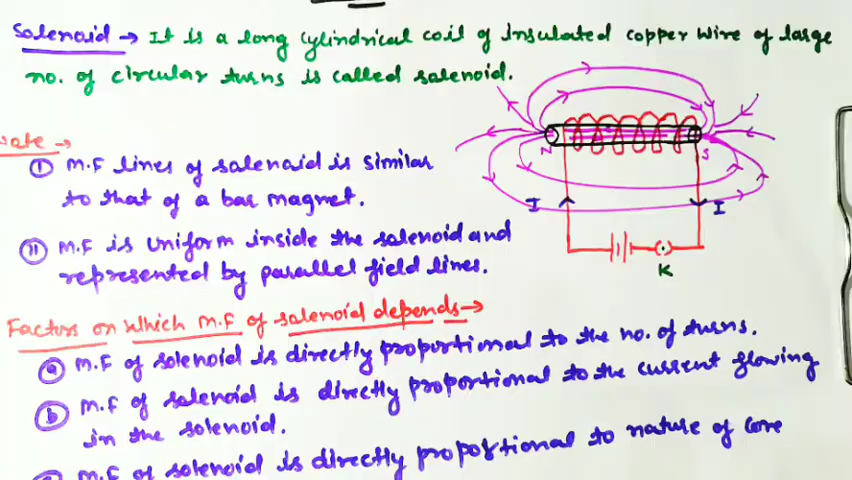 Solenoid → It is a long cylindrical coil of insulated copper wire of large
no. of circular turns is called solenoid.
N
S
I
I
K
① M.F lines of solenoid is similar
to that of a bar magnet.
⑪ M.F is uniform inside the solenoid and
represented by parallel field lines.
Factors on which M.F of solenoid depends →
ⓐ M.F of solenoid is directly proportional to the no. of turns.
ⓑ M.F of solenoid is directly proportional to the current flowing
in the solenoid.
M.F of solenoid is directly proportional to nature of core